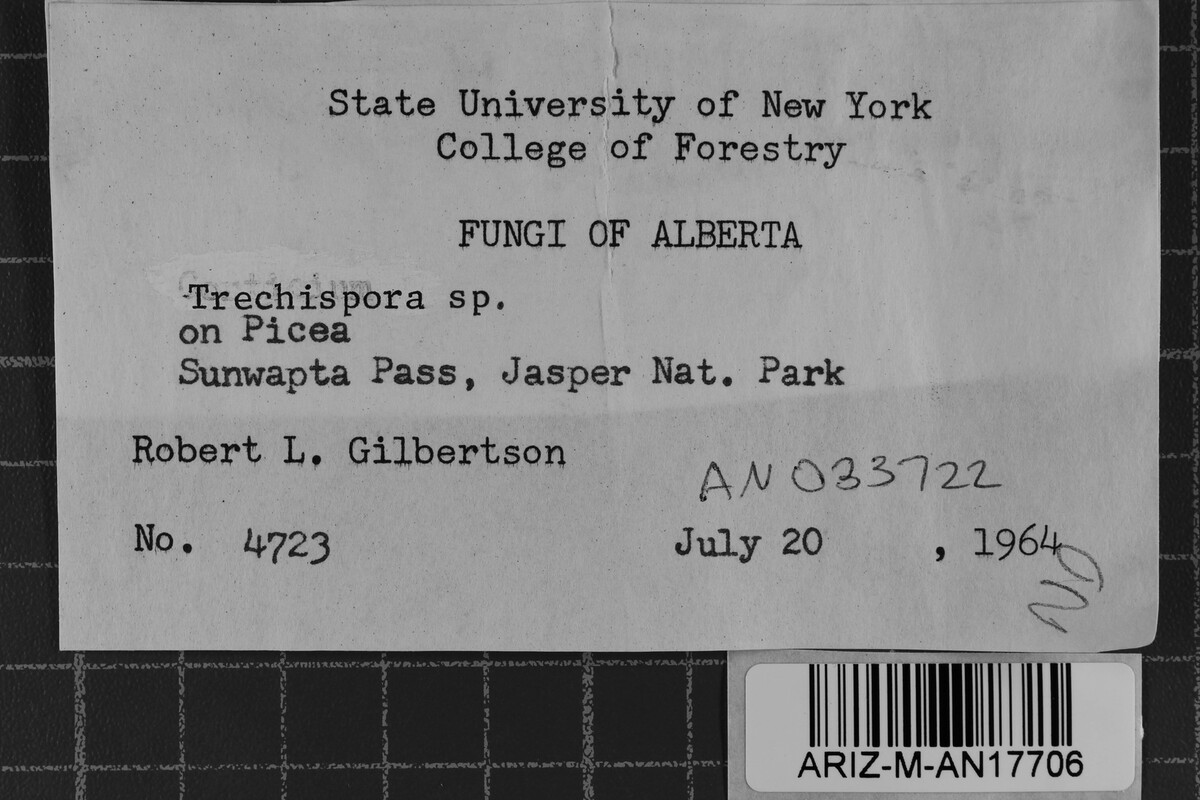 State University of New York
College of Forestry
FUNGI OF ALBERTA
Trechispora sp.
on Picea
Sunwapta Pass, Jasper Nat. Park
Robert L. Gilbertson
AN 033722
No. 4723
July 20 , 1964
ARIZ-M-AN17706